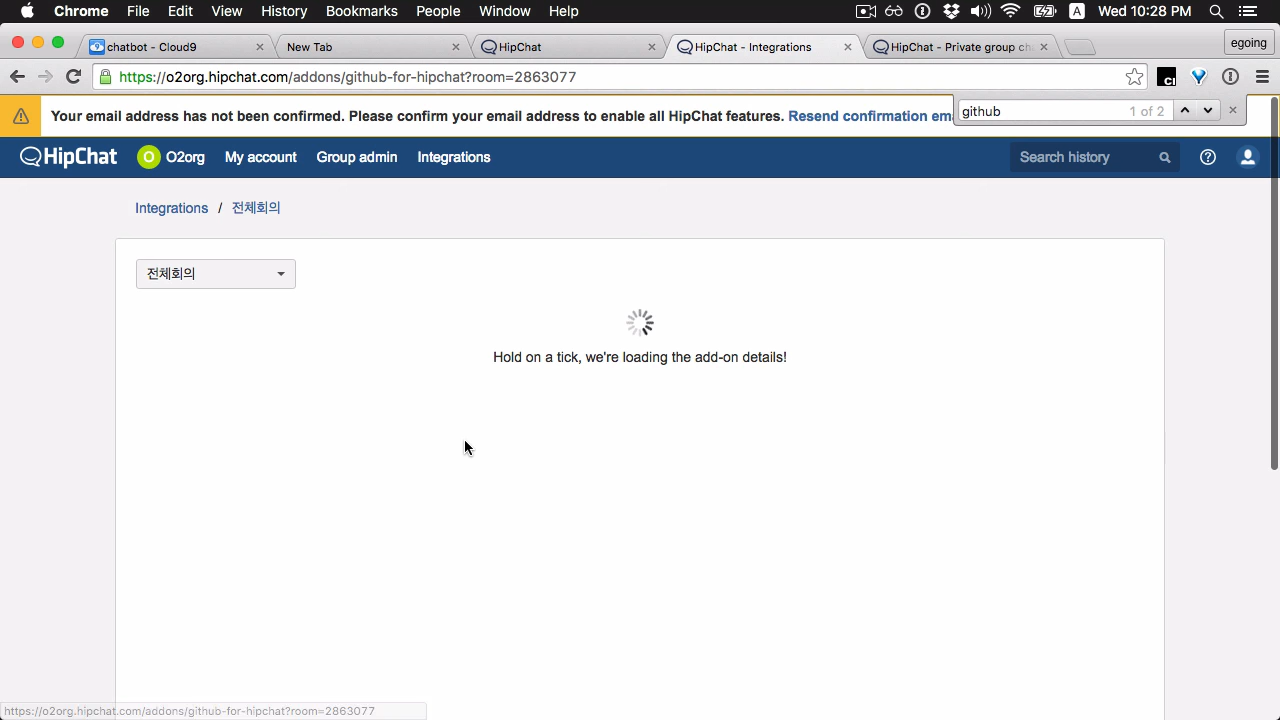 Chrome File Edit View History Bookmarks People Window Help
A Wed 10:28 PM
chatbot - Cloud9
New Tab
HipChat
HipChat - Integrations
HipChat - Private group ch
egoing
https://o2org.hipchat.com/addons/github-for-hipchat?room=2863077
Your email address has not been confirmed. Please confirm your email address to enable all HipChat features. Resend confirmation em
github 1 of 2
HipChat O O2org My account Group admin Integrations Search history
Integrations / 전체회의
전체회의
Hold on a tick, we're loading the add-on details!
https://o2org.hipchat.com/addons/github-for-hipchat?room=2863077